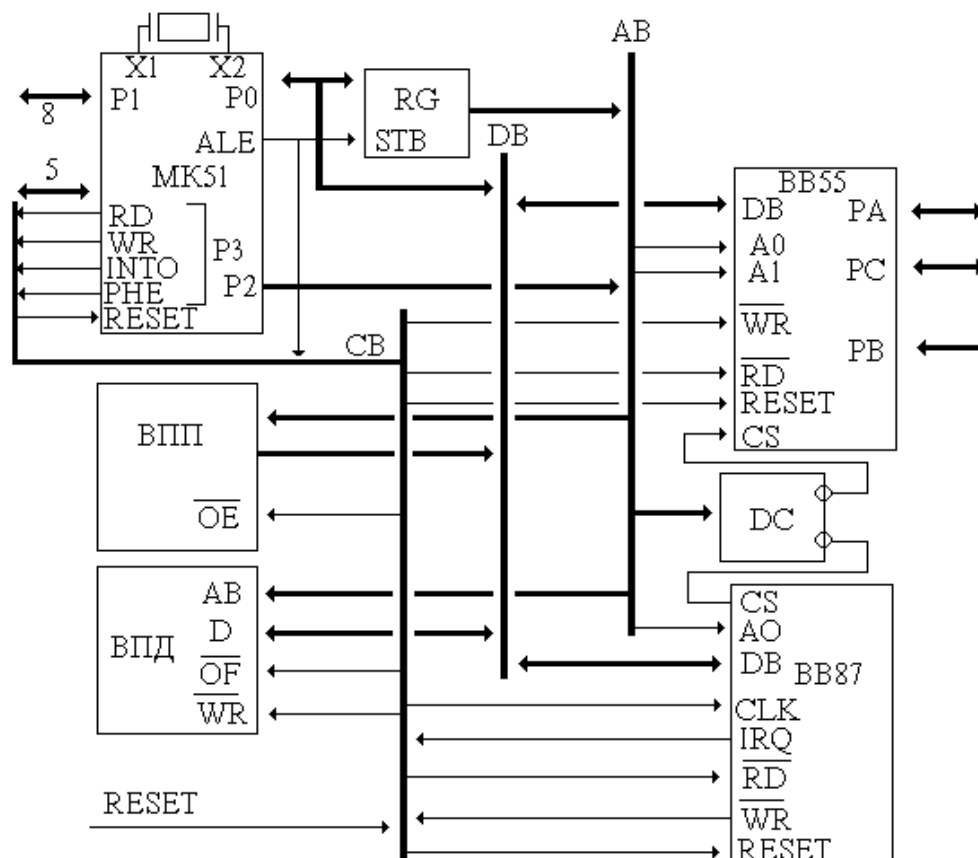 AB
X1 X2
P1 P0
RG
8
ALE
STB
DB
5
MK51
BB55
RD
DB PA
WR
P3
A0
INTO
A1 PC
PHE
P2
RESET
WR
CB
PB
RD
RESET
ВПП
CS
OE
DC
AB
CS
D
AO
ВПД
DB
OF
BB87
WR
CLK
IRQ
RD
RESET
WR
RESET